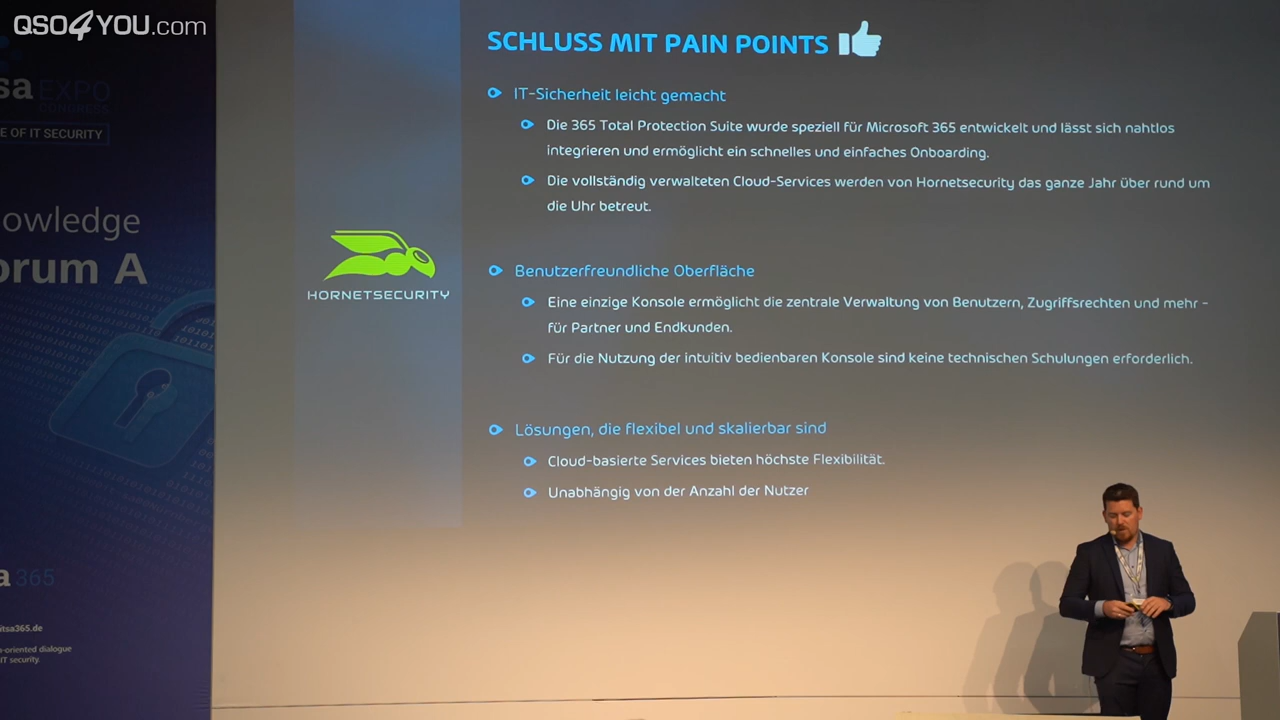 QSO4YOU.com
sa EXPO
CONGRESS
E OF IT SECURITY
owledge
orum A
a 365
itsa365.de
-oriented dialogue
IT security.
HORNETSECURITY
SCHLUSS MIT PAIN POINTS
IT-Sicherheit leicht gemacht
Die 365 Total Protection Suite wurde speziell für Microsoft 365 entwickelt und lässt sich nahtlos
integrieren und ermöglicht ein schnelles und einfaches Onboarding.
Die vollständig verwalteten Cloud-Services werden von Hornetsecurity das ganze Jahr über rund um
die Uhr betreut.
Benutzerfreundliche Oberfläche
Eine einzige Konsole ermöglicht die zentrale Verwaltung von Benutzern, Zugriffsrechten und mehr –
für Partner und Endkunden.
Für die Nutzung der intuitiv bedienbaren Konsole sind keine technischen Schulungen erforderlich.
Lösungen, die flexibel und skalierbar sind
Cloud-basierte Services bieten höchste Flexibilität.
Unabhängig von der Anzahl der Nutzer